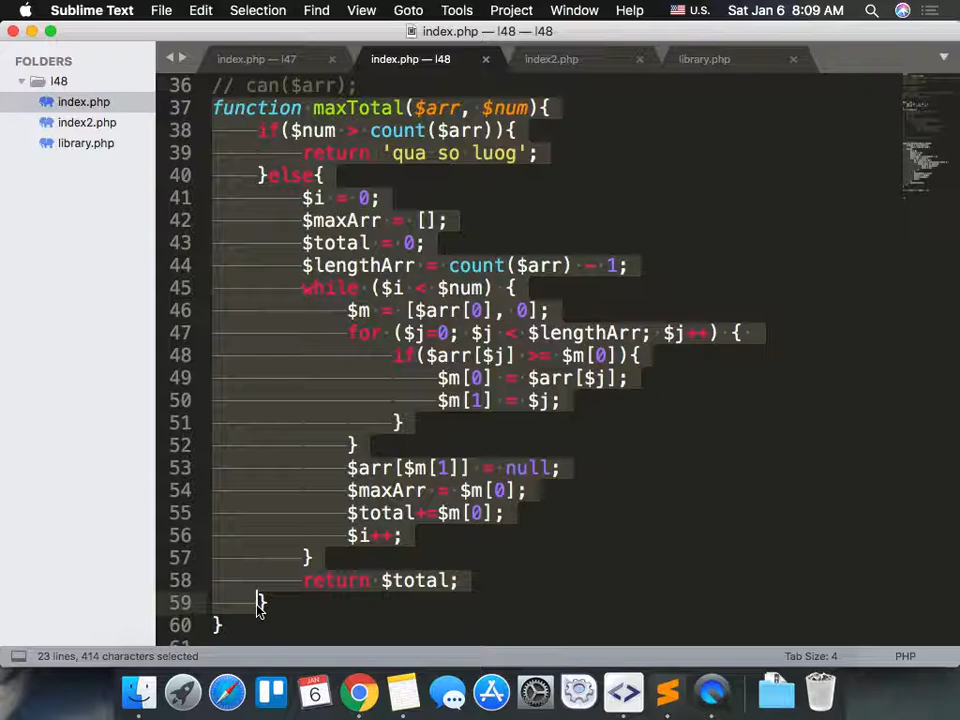 Sublime Text File Edit Selection Find View Goto Tools Project Window Help U.S. Sat Jan 6 8:09 AM
index.php — l48 — l48
FOLDERS
l48
index.php
index2.php
library.php
index.php — l47
index.php — l48
index2.php
library.php
36 // can($arr);
37 function maxTotal($arr, $num){
38 if($num > count($arr)){
39 return 'qua so luog';
40 }else{
41 $i = 0;
42 $maxArr = [];
43 $total = 0;
44 $lengthArr = count($arr) - 1;
45 while ($i < $num) {
46 $m = [$arr[0], 0];
47 for ($j=0; $j < $lengthArr; $j++) {
48 if($arr[$j] >= $m[0]){
49 $m[0] = $arr[$j];
50 $m[1] = $j;
51 }
52 }
53 $arr[$m[1]] = null;
54 $maxArr = $m[0];
55 $total+=$m[0];
56 $i++;
57 }
58 return $total;
59 }
60 }
61
23 lines, 414 characters selected
Tab Size: 4
PHP
JAN
6